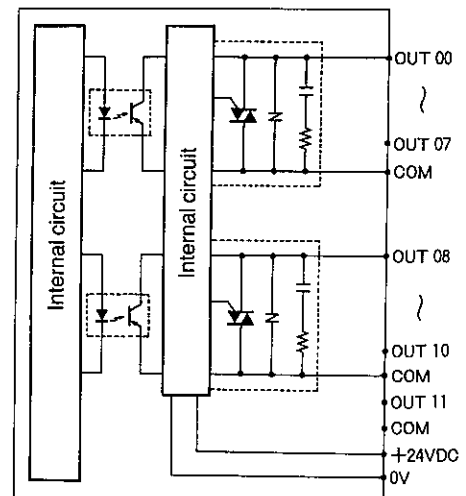 Internal circuit
Internal circuit
OUT 00
~
OUT 07
COM
OUT 08
~
OUT 10
COM
OUT 11
COM
+24VDC
0V